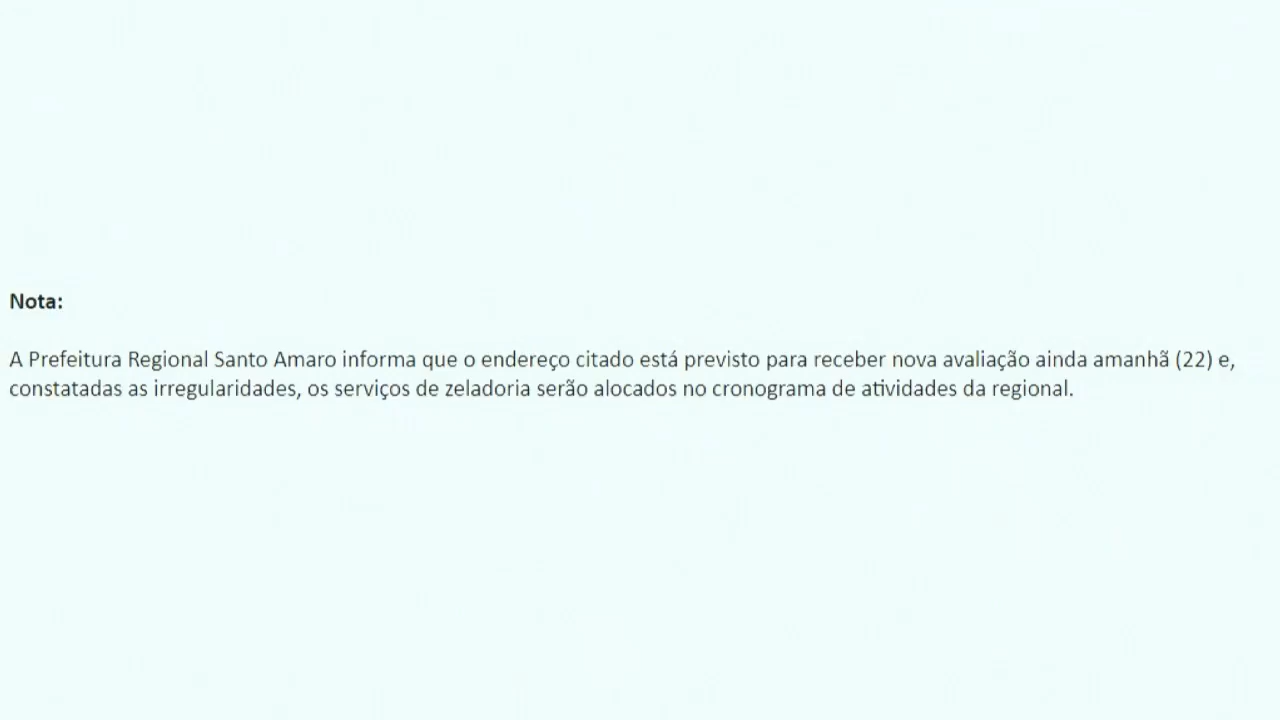 Nota:
A Prefeitura Regional Santo Amaro informa que o endereço citado está previsto para receber nova avaliação ainda amanhã (22) e,
constatadas as irregularidades, os serviços de zeladoria serão alocados no cronograma de atividades da regional.